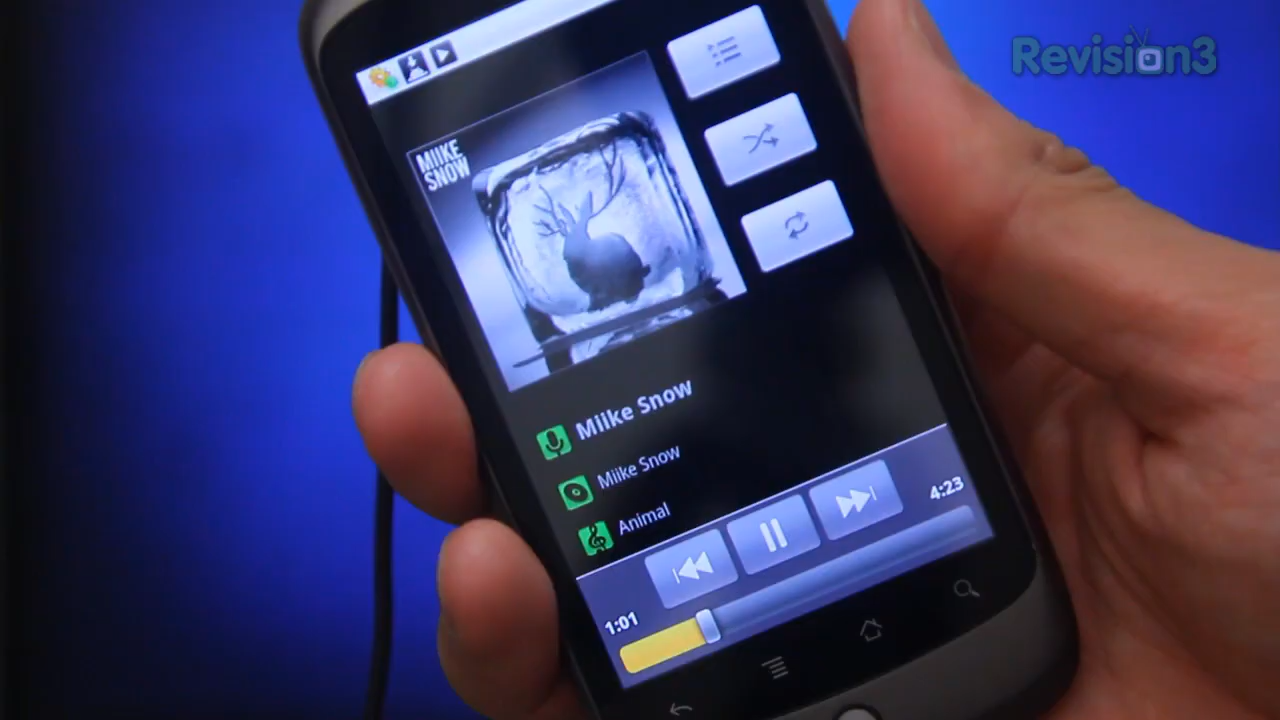 Revision3
MIIKE
SNOW
Miike Snow
Miike Snow
Animal
4:23
1:01